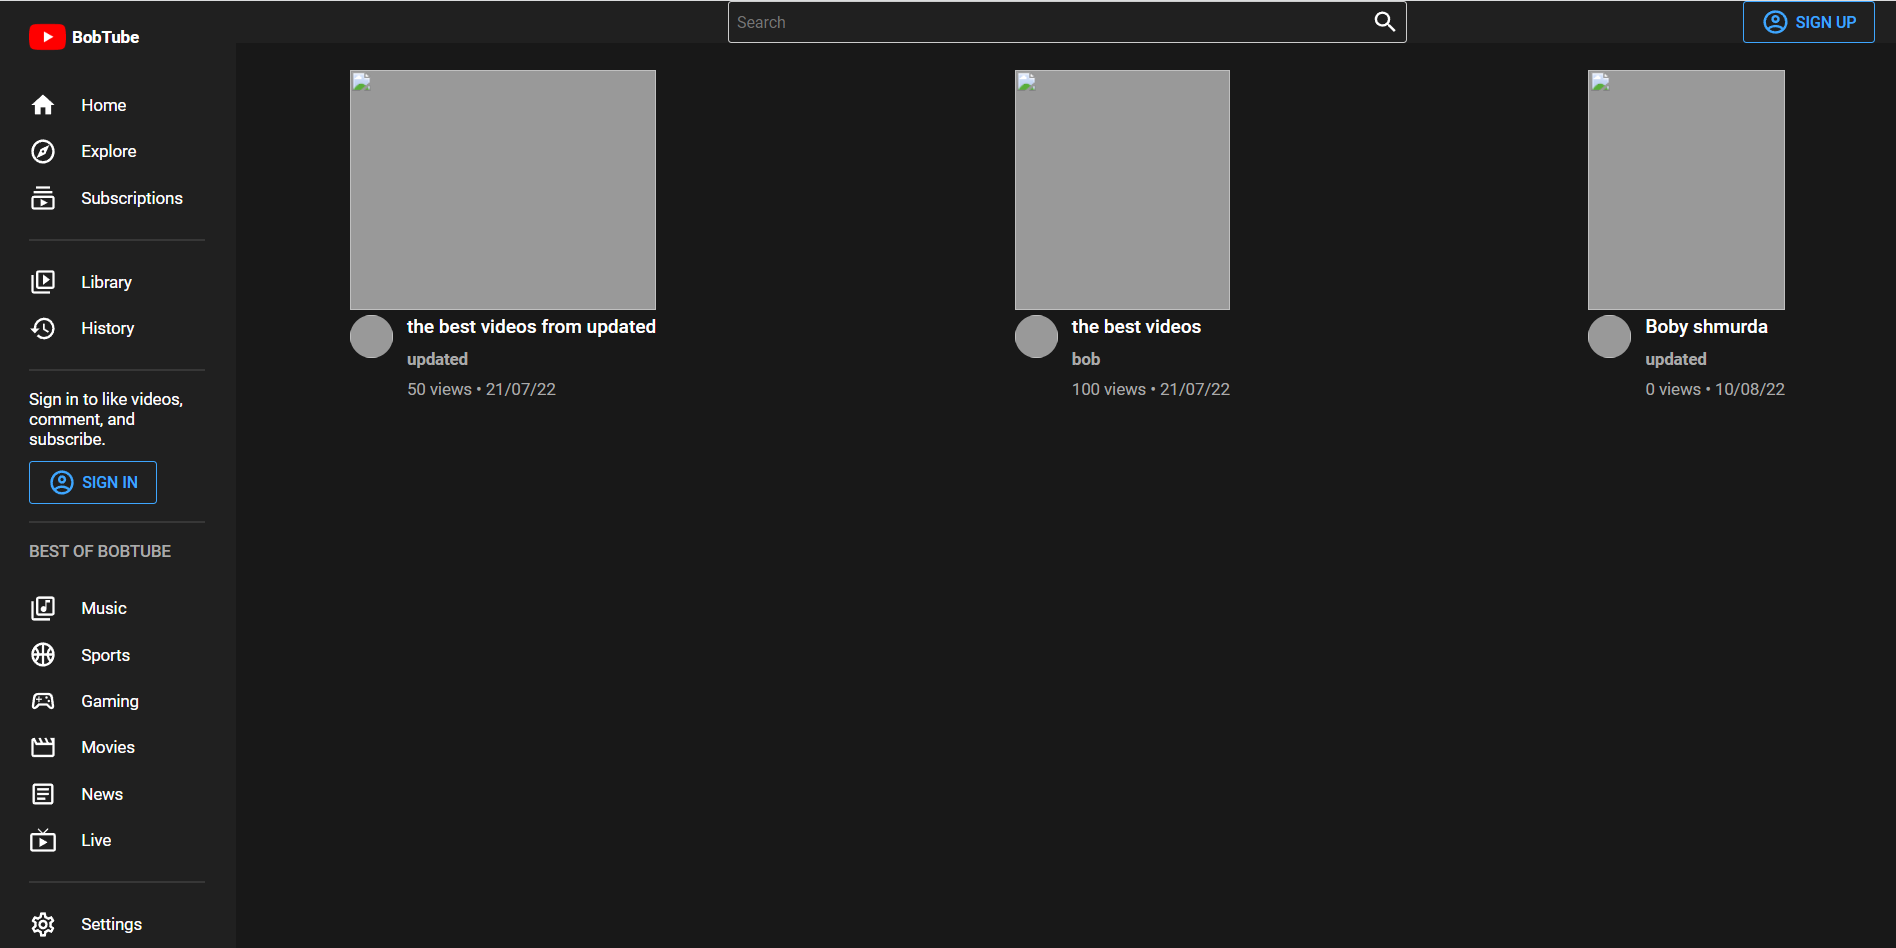 BobTube
Search
SIGN UP
Home
Explore
Subscriptions
Library
History
Sign in to like videos,
comment, and
subscribe.
SIGN IN
BEST OF BOBTUBE
Music
Sports
Gaming
Movies
News
Live
Settings
the best videos from updated
updated
50 views • 21/07/22
the best videos
bob
100 views • 21/07/22
Boby shmurda
updated
0 views • 10/08/22